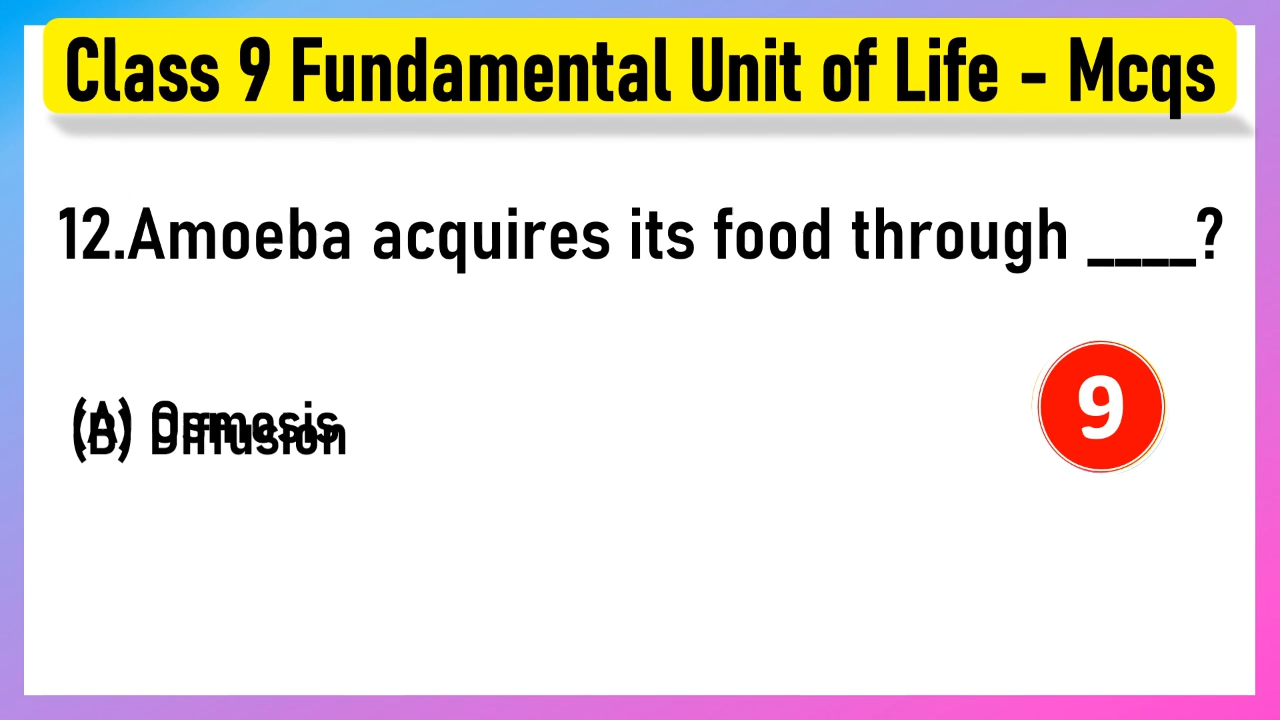 Class 9 Fundamental Unit of Life - Mcqs
12.Amoeba acquires its food through ____?
9
(A) Osmosis
(B) Diffusion